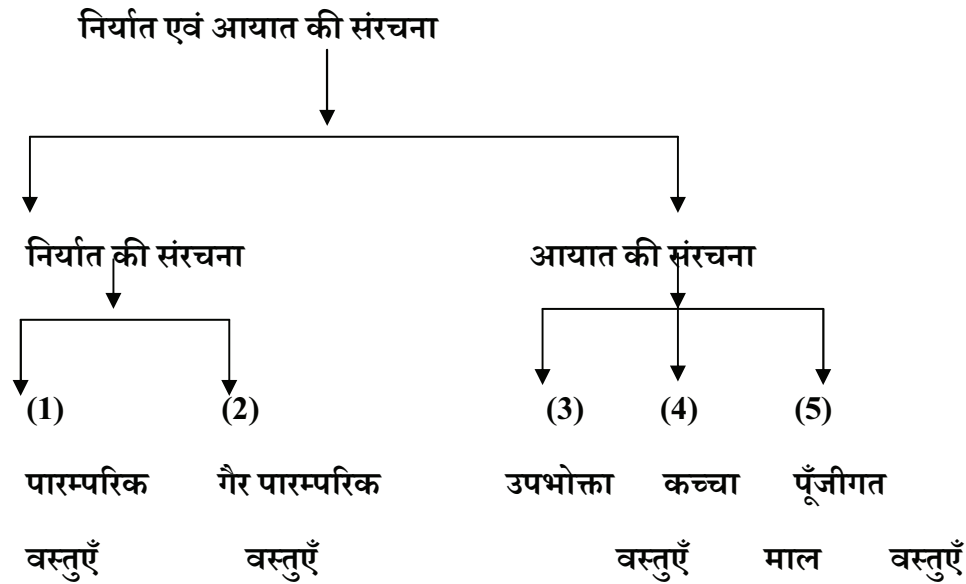 निर्यात एवं आयात की संरचना
निर्यात की संरचना आयात की संरचना
(1) (2) (3) (4) (5)
पारम्परिक गैर पारम्परिक उपभोक्ता कच्चा पूँजीगत
वस्तुएँ वस्तुएँ वस्तुएँ माल वस्तुएँ